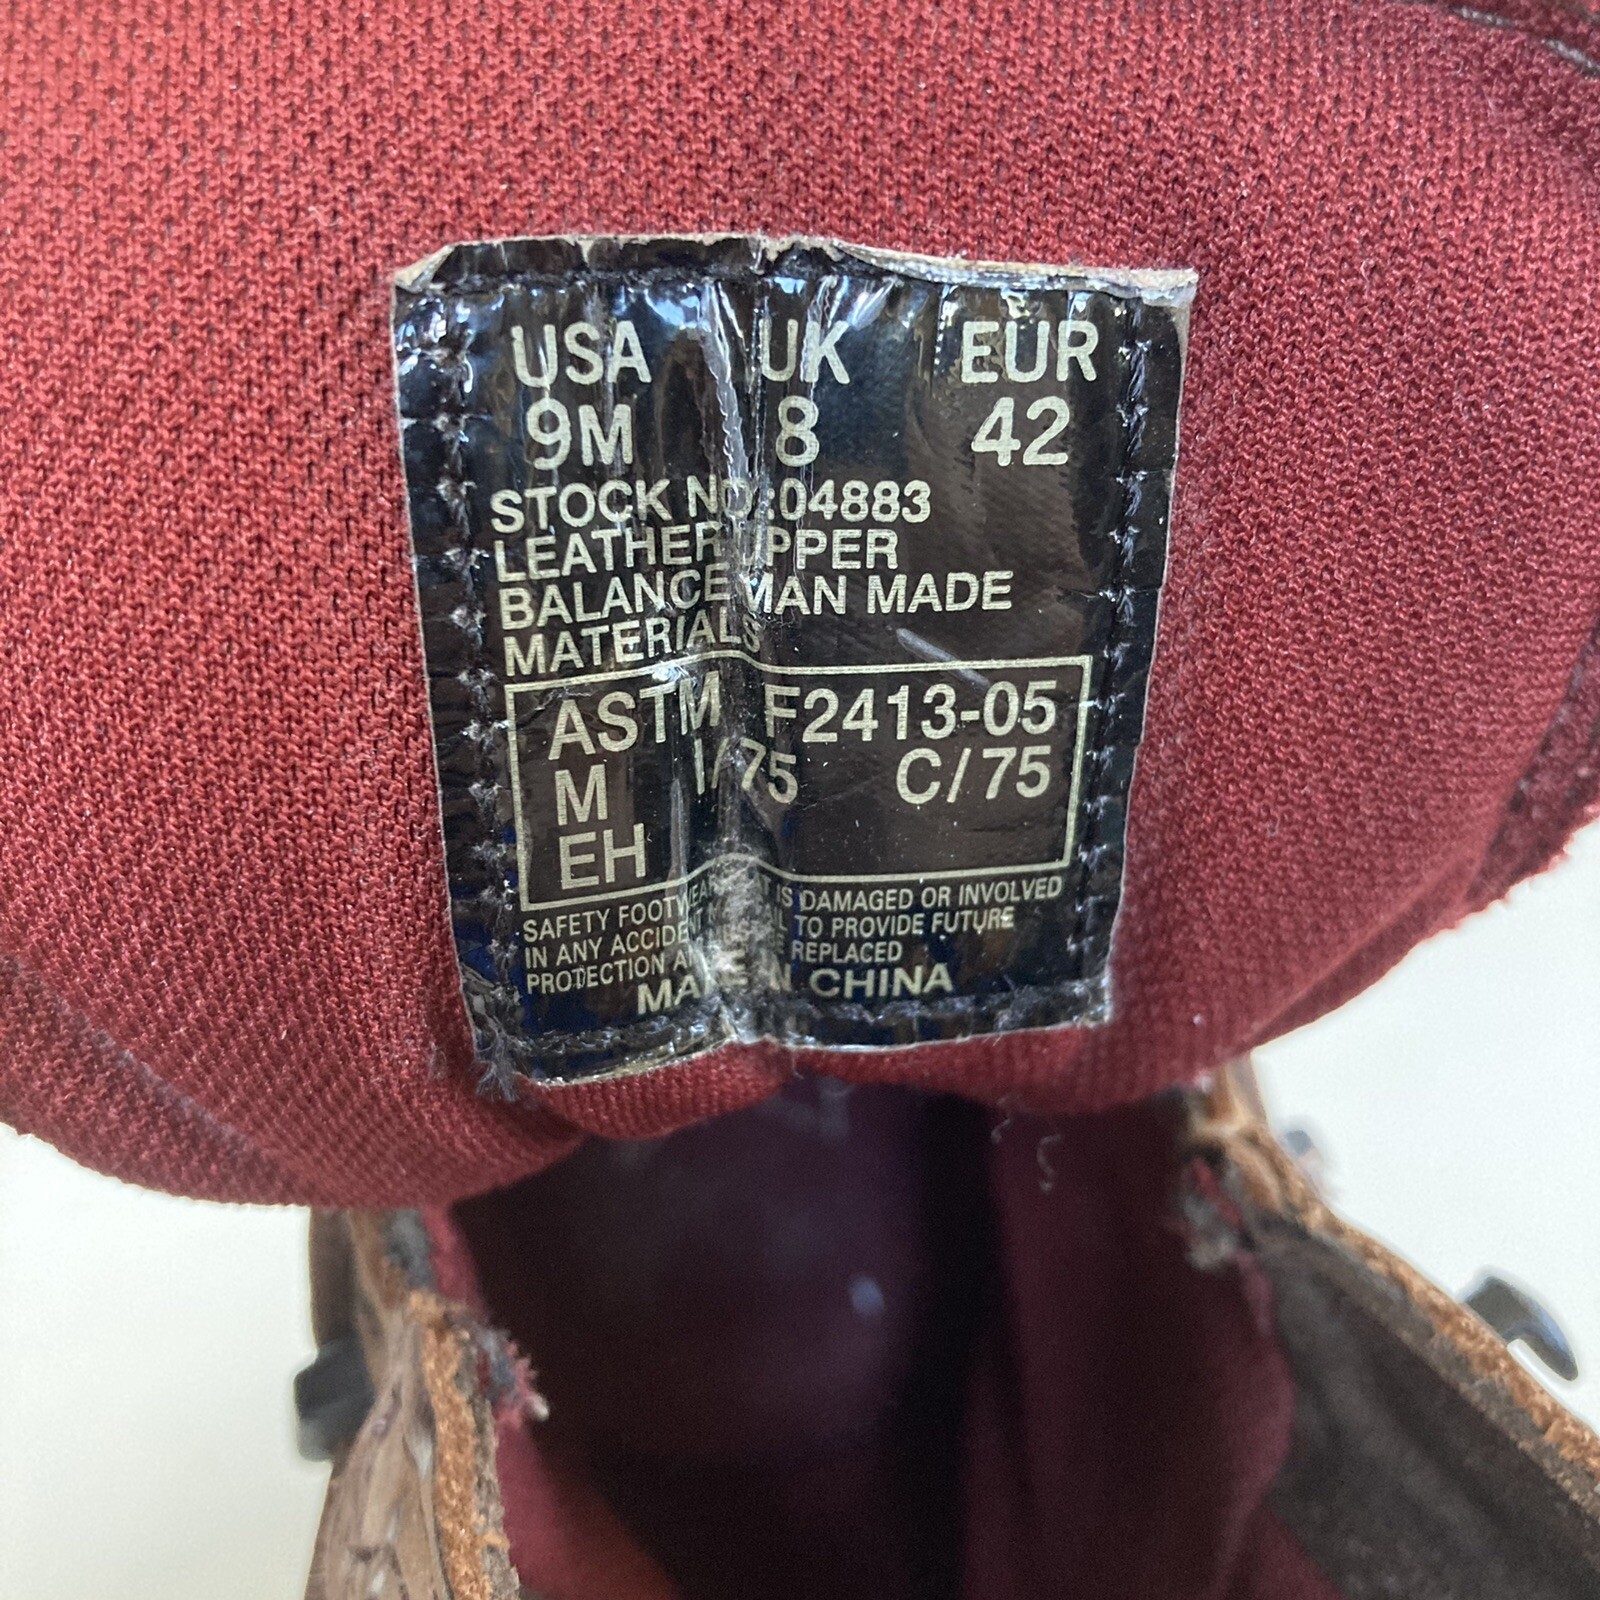 USA UK EUR
9M 8 42
STOCK NO:04883
LEATHER UPPER
BALANCE MAN MADE
MATERIALS
ASTM F2413-05
M I/75 C/75
EH
SAFETY FOOTWEAR THAT IS DAMAGED OR INVOLVED
IN ANY ACCIDENT MAY FAIL TO PROVIDE FUTURE
PROTECTION AND MUST BE REPLACED
MADE IN CHINA